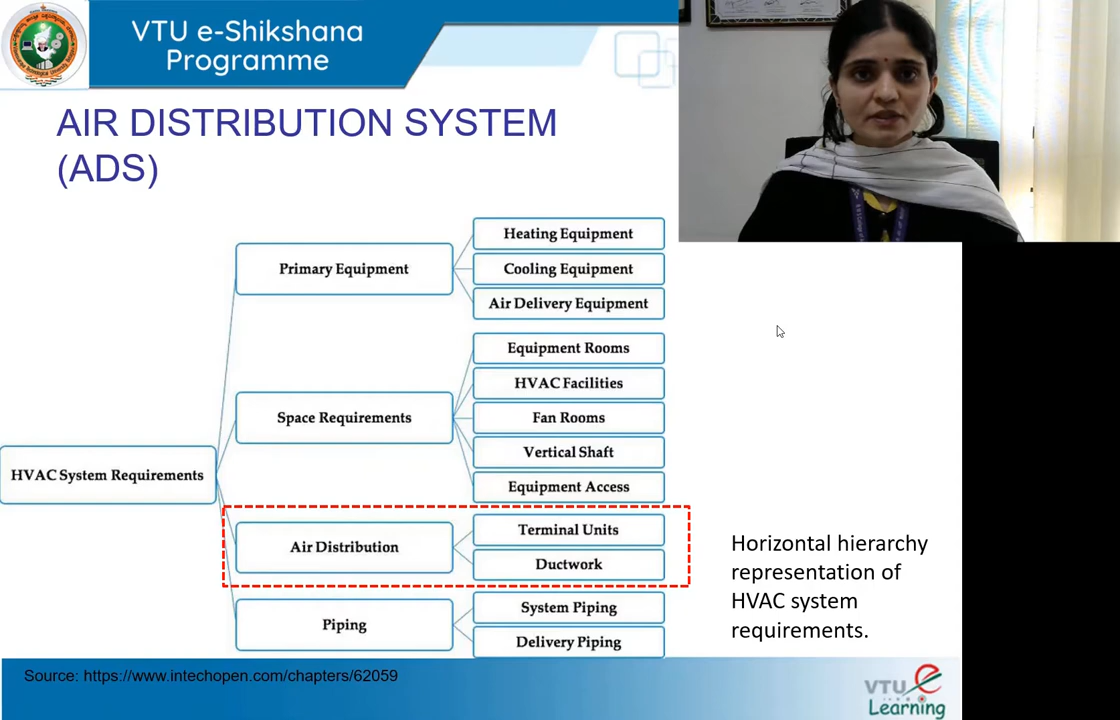 VTU e-Shikshana
Programme
AIR DISTRIBUTION SYSTEM
(ADS)
HVAC System Requirements
Primary Equipment
Heating Equipment
Cooling Equipment
Air Delivery Equipment
Space Requirements
Equipment Rooms
HVAC Facilities
Fan Rooms
Vertical Shaft
Equipment Access
Air Distribution
Terminal Units
Ductwork
Piping
System Piping
Delivery Piping
Horizontal hierarchy
representation of
HVAC system
requirements.
Source: https://www.intechopen.com/chapters/62059
VTU
Learning